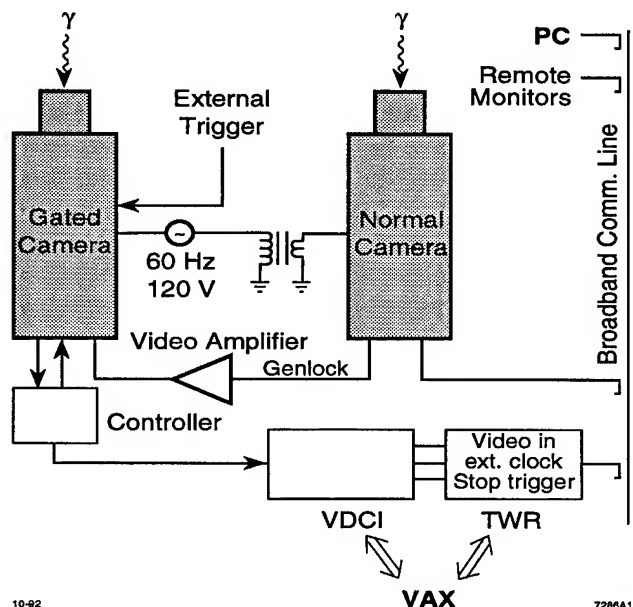 γ
γ
PC
Remote
Monitors
External
Trigger
Broadband Comm. Line
Gated
Camera
~
60 Hz
120 V
Normal
Camera
Video Amplifier
Genlock
Controller
Video in
ext. clock
Stop trigger
VDCI
TWR
VAX
10-92
7286A1